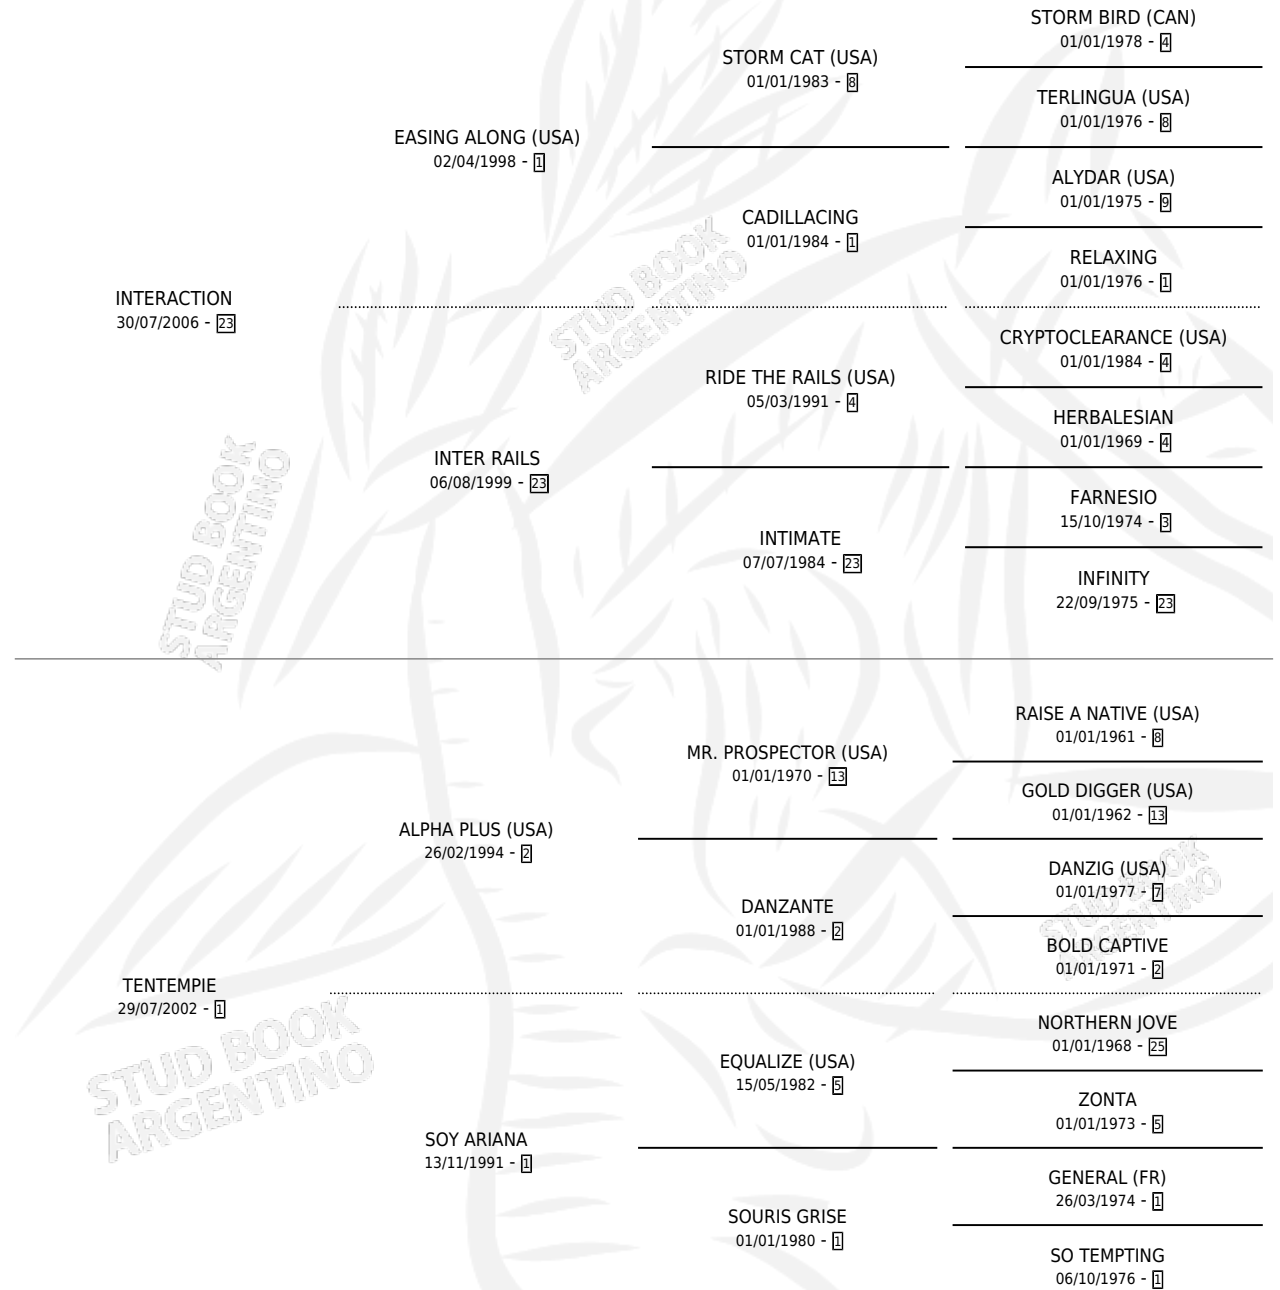 STORM BIRD (CAN)
01/01/1978 - 4
STORM CAT (USA)
01/01/1983 - 8
TERLINGUA (USA)
01/01/1976 - 8
EASING ALONG (USA)
02/04/1998 - 1
ALYDAR (USA)
01/01/1975 - 9
CADILLACING
01/01/1984 - 1
RELAXING
01/01/1976 - 1
INTERACTION
30/07/2006 - 23
CRYPTOCLEARANCE (USA)
01/01/1984 - 4
RIDE THE RAILS (USA)
05/03/1991 - 4
HERBALESIAN
01/01/1969 - 4
INTER RAILS
06/08/1999 - 23
FARNESIO
15/10/1974 - 3
INTIMATE
07/07/1984 - 23
INFINITY
22/09/1975 - 23
RAISE A NATIVE (USA)
01/01/1961 - 8
MR. PROSPECTOR (USA)
01/01/1970 - 13
GOLD DIGGER (USA)
01/01/1962 - 13
ALPHA PLUS (USA)
26/02/1994 - 2
DANZIG (USA)
01/01/1977 - 7
DANZANTE
01/01/1988 - 2
BOLD CAPTIVE
01/01/1971 - 2
TENTEMPIE
29/07/2002 - 1
NORTHERN JOVE
01/01/1968 - 25
EQUALIZE (USA)
15/05/1982 - 5
ZONTA
01/01/1973 - 5
SOY ARIANA
13/11/1991 - 1
GENERAL (FR)
26/03/1974 - 1
SOURIS GRISE
01/01/1980 - 1
SO TEMPTING
06/10/1976 - 1
STUD BOOK
ARGENTINO
STUD BOOK
ARGENTINO
STUD BOOK
ARGENTINO
STUD BOOK
ARGENTINO